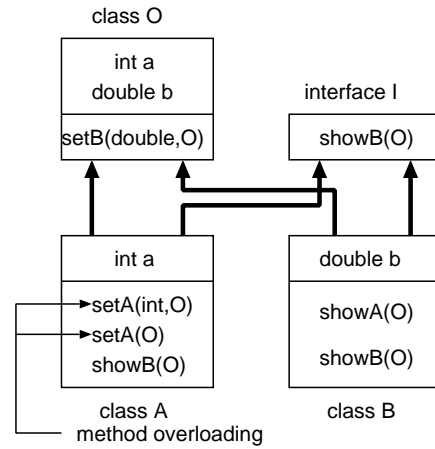 class O
int a
double b
setB(double,O)
interface I
showB(O)
int a
setA(int,O)
setA(O)
showB(O)
class A
method overloading
double b
showA(O)
showB(O)
class B